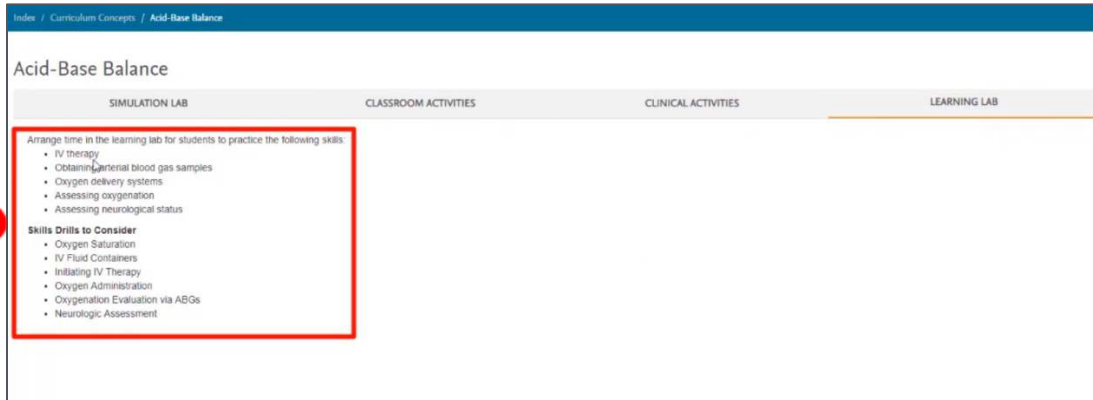 Index / Curriculum Concepts / Acid-Base Balance
Acid-Base Balance
SIMULATION LAB
CLASSROOM ACTIVITIES
CLINICAL ACTIVITIES
LEARNING LAB
Arrange time in the learning lab for students to practice the following skills:
• IV therapy
• Obtaining arterial blood gas samples
• Oxygen delivery systems
• Assessing oxygenation
• Assessing neurological status
Skills Drills to Consider
• Oxygen Saturation
• IV Fluid Containers
• Initiating IV Therapy
• Oxygen Administration
• Oxygenation Evaluation via ABGs
• Neurologic Assessment